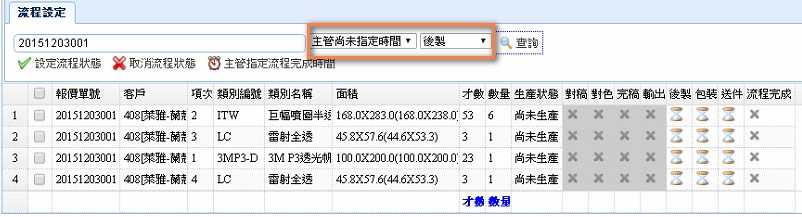 流程設定
20151203001 主管尚未指定時間 後製 查詢
設定流程狀態 取消流程狀態 主管指定流程完成時間
報價單號 客戶 項次 類別編號 類別名稱 面積 才數 數量 生產狀態 對稿 對色 完稿 輸出 後製 包裝 送件 流程完成
1 20151203001 408[萊雅-蘭蔻 2 ITW 巨幅噴圖半透 168.0X283.0(168.0X238.0) 53 6 尚未生產
2 20151203001 408[萊雅-蘭蔻 3 LC 雷射全透 45.8X57.6(44.6X53.3) 3 1 尚未生產
3 20151203001 408[萊雅-蘭蔻 1 3MP3-D 3M P3透光帆 100.0X200.0(100.0X200.0) 23 1 尚未生產
4 20151203001 408[萊雅-蘭蔻 4 LC 雷射全透 45.8X57.6(44.6X53.3) 3 1 尚未生產
才數 數量